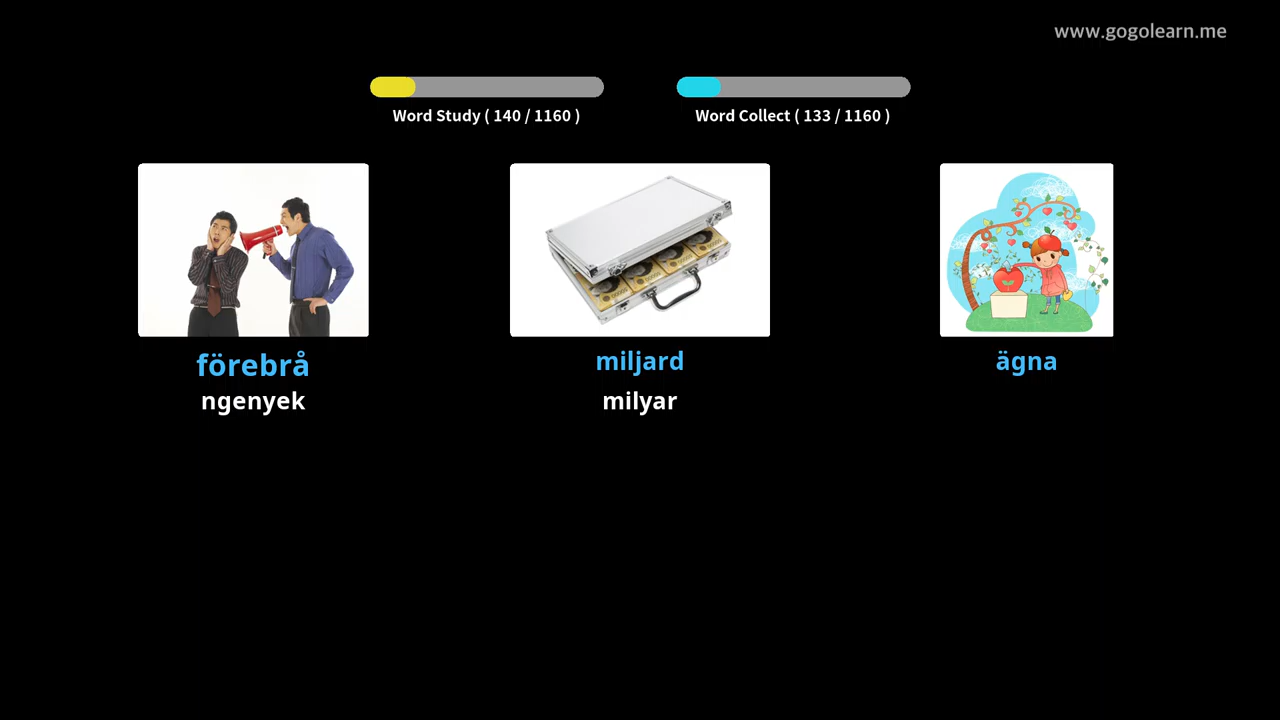 www.gogolearn.me
Word Study ( 140 / 1160 )
Word Collect ( 133 / 1160 )
förebrå
ngenyek
miljard
milyar
ägna